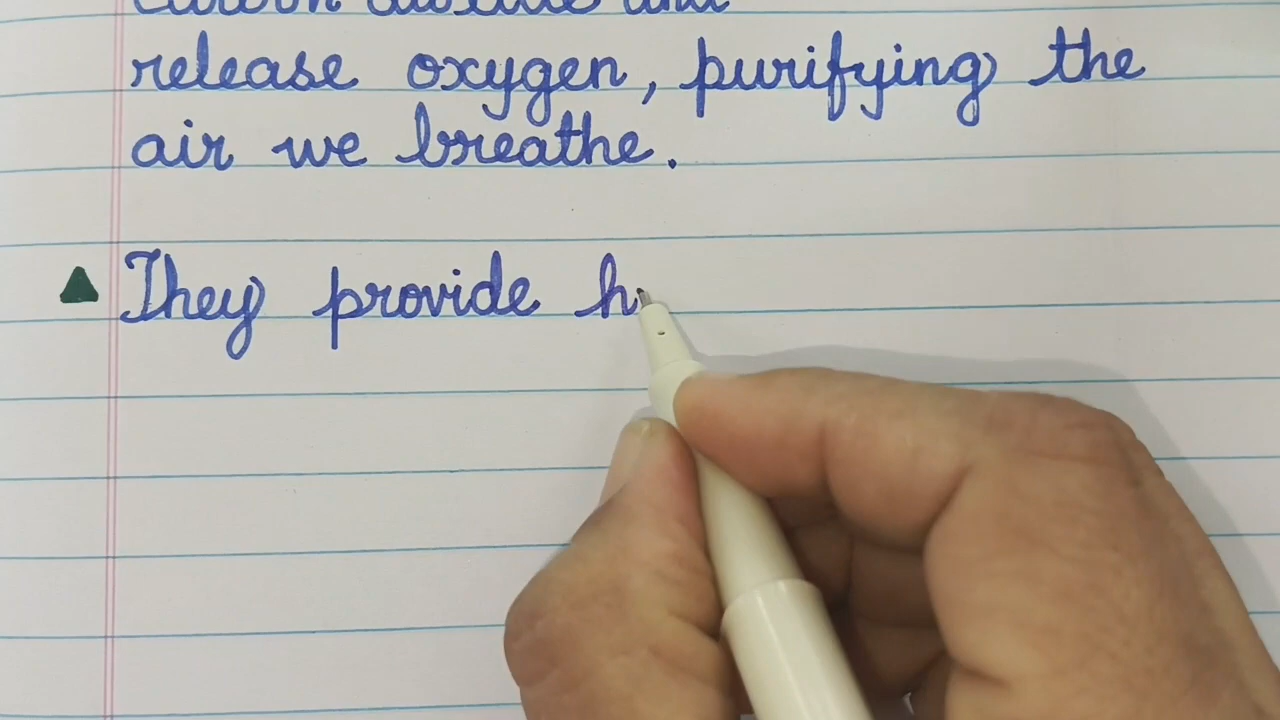 release oxygen, purifying the
air we breathe.
They provide h